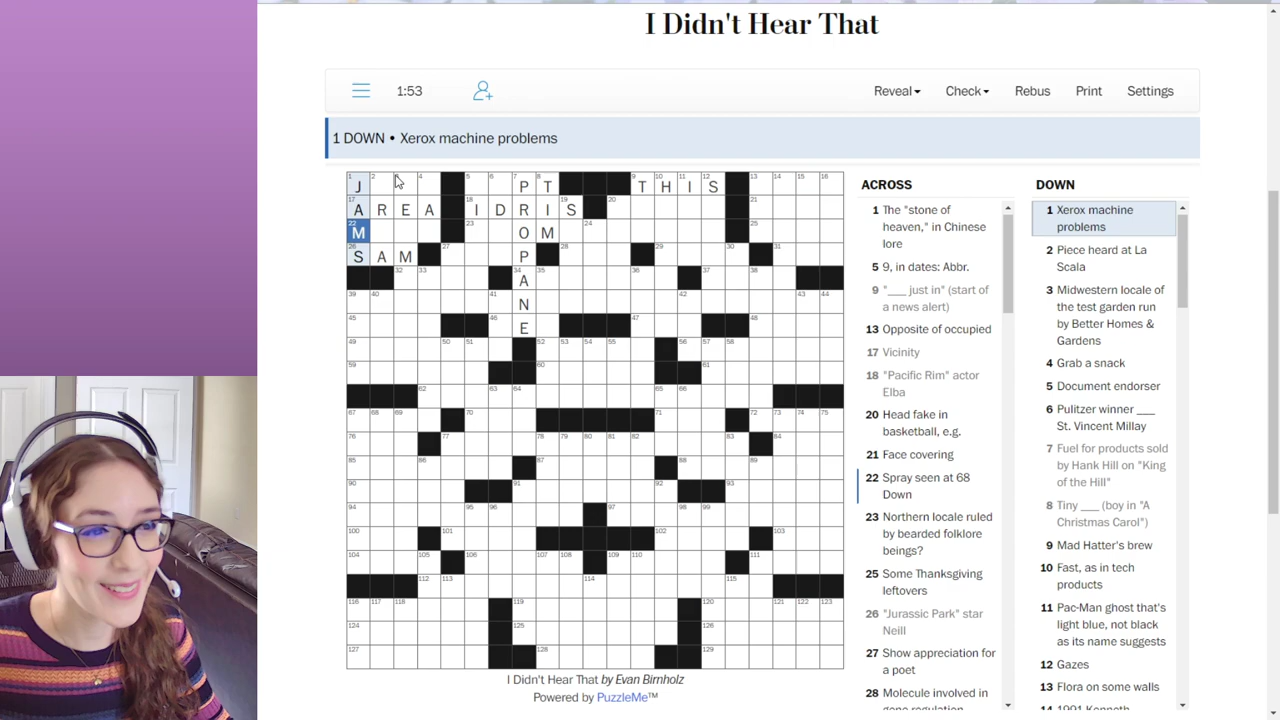 I Didn't Hear That
1:53
Reveal
Check
Rebus
Print
Settings
1 DOWN • Xerox machine problems
J P T T H I S
A R E A I D R I S
M O M
S A M P
A
N
E
I Didn't Hear That by Evan Birnholz
Powered by PuzzleMe™
ACROSS
1 The "stone of
heaven," in Chinese
lore
5 9, in dates: Abbr.
9 "___ just in" (start of
a news alert)
13 Opposite of occupied
17 Vicinity
18 "Pacific Rim" actor
Elba
20 Head fake in
basketball, e.g.
21 Face covering
22 Spray seen at 68
Down
23 Northern locale ruled
by bearded folklore
beings?
25 Some Thanksgiving
leftovers
26 "Jurassic Park" star
Neill
27 Show appreciation for
a poet
28 Molecule involved in
gene regulation
DOWN
1 Xerox machine
problems
2 Piece heard at La
Scala
3 Midwestern locale of
the test garden run
by Better Homes &
Gardens
4 Grab a snack
5 Document endorser
6 Pulitzer winner ___
St. Vincent Millay
7 Fuel for products sold
by Hank Hill on "King
of the Hill"
8 Tiny ___ (boy in "A
Christmas Carol")
9 Mad Hatter's brew
10 Fast, as in tech
products
11 Pac-Man ghost that's
light blue, not black
as its name suggests
12 Gazes
13 Flora on some walls
14 1991 Kenneth